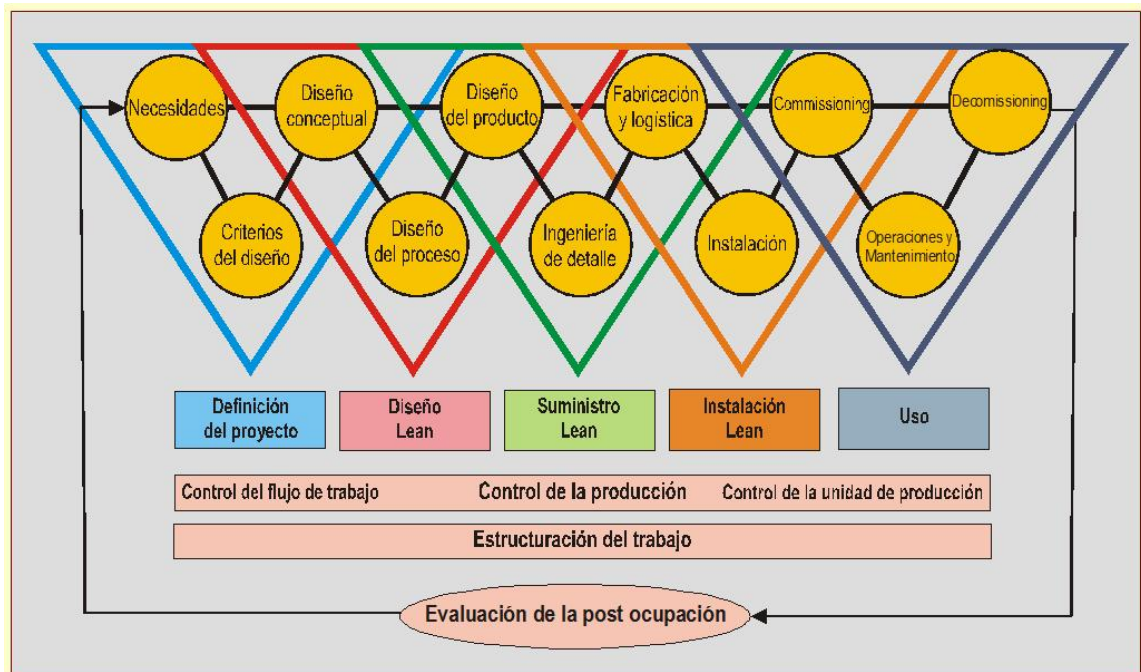 Necesidades
Diseño
conceptual
Diseño
del producto
Fabricación
y logística
Commissioning
Decomissioning
Criterios
del diseño
Diseño
del proceso
Ingeniería
de detalle
Instalación
Operaciones y
Mantenimiento
Definición
del proyecto
Diseño
Lean
Suministro
Lean
Instalación
Lean
Uso
Control del flujo de trabajo
Control de la producción
Control de la unidad de producción
Estructuración del trabajo
Evaluación de la post ocupación